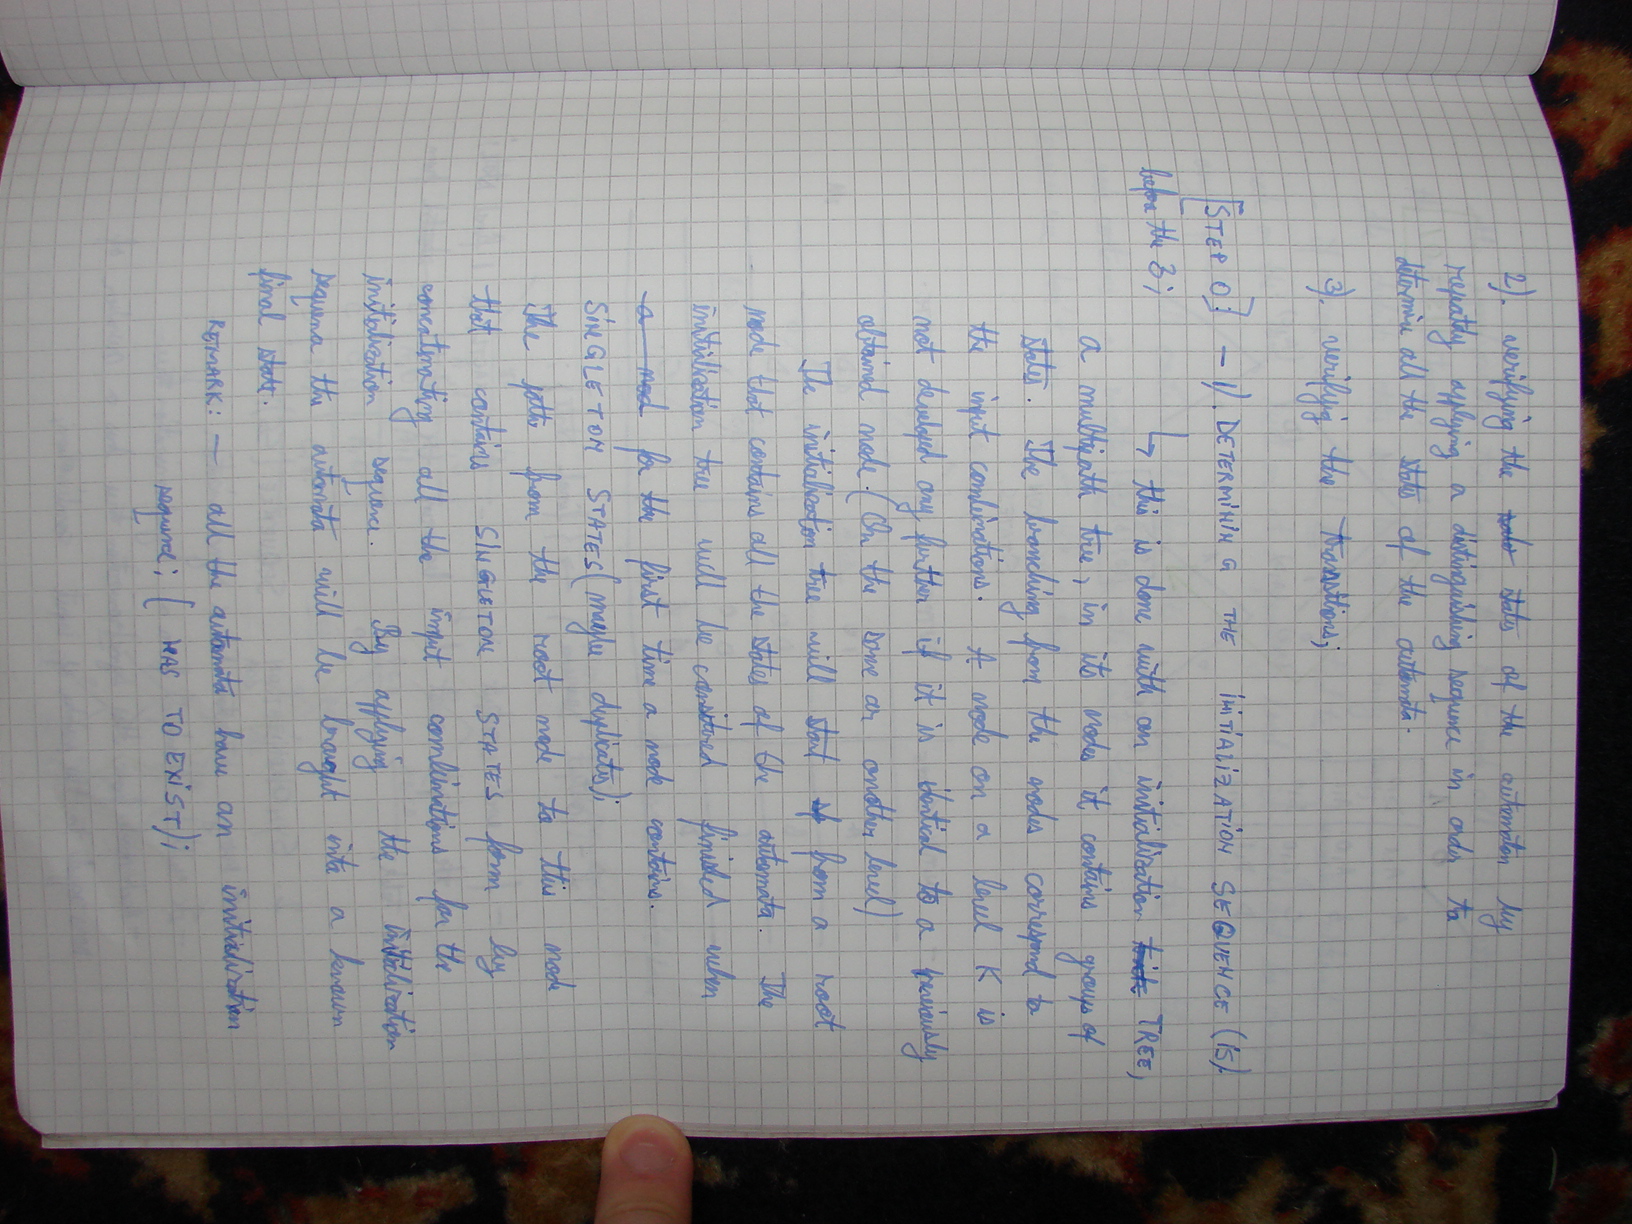 2). verifying the states of the automaton by
repeatly applying a distinguishing sequence in order to
determine all the states of the automata.
3). verifing the transitions;
[STEP 0} – 1). DETERMINING THE INITIALIZATION SEQUENCE (IS)
before the 3;
↳ this is done with an initialization TREE,
a multipath tree, in its nodes it contains groups of
states. The branching from the nodes correspond to
the input combinations. A node on a level K is
not developed any further if it is identical to a previously
obtained node. (On the same or another level)
The initialization tree will start from a root
node that contains all the states of the automata. The
initialization tree will be considered finished when
for the first time a node contains.
SINGLETON STATES (maybe duplicates);
The path from the root node to this node
that contains SINGLETON STATES form by
concatenating all the input combinations for the
initialization sequence. By applying the initialization
sequence the automata will be brought into a known
final state.
REMARK: – all the automata have an initialization
sequence; ( HAS TO EXIST);